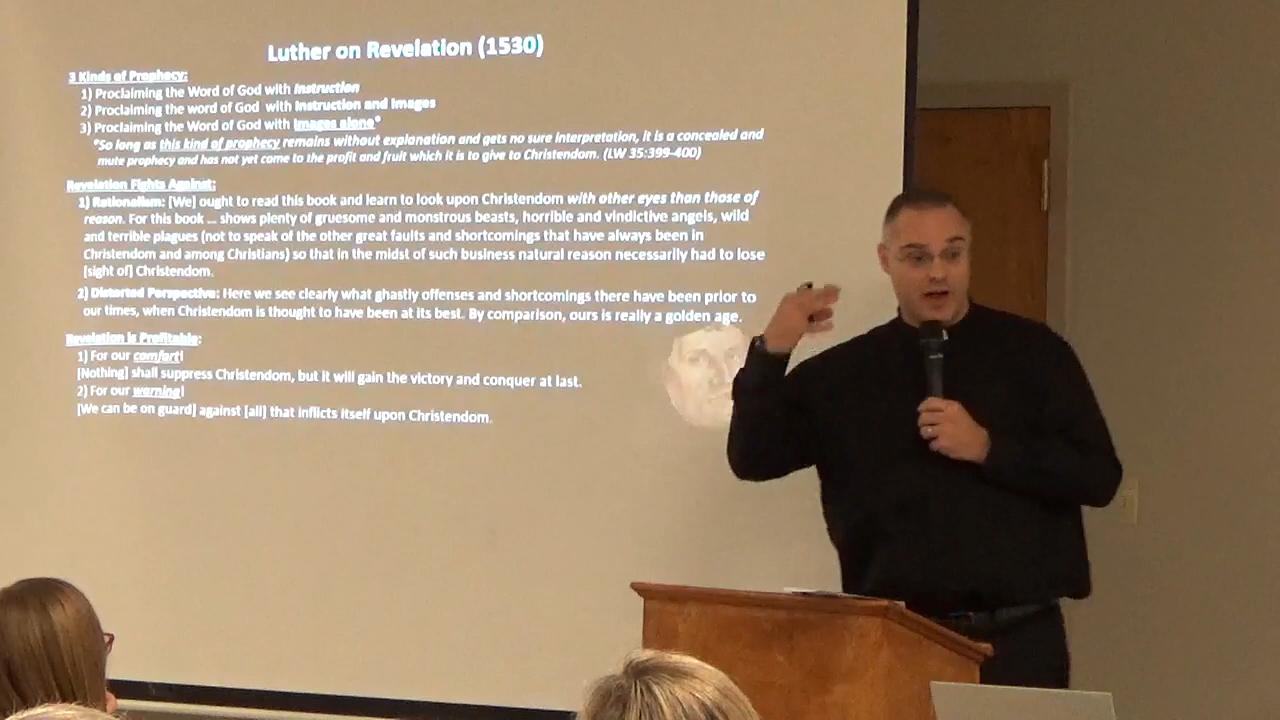 Luther on Revelation (1530)
3 Kinds of Prophecy:
1) Proclaiming the Word of God with Instruction
2) Proclaiming the word of God with Instruction and Images
3) Proclaiming the Word of God with Images alone*
*So long as this kind of prophecy remains without explanation and gets no sure interpretation, it is a concealed and
mute prophecy and has not yet come to the profit and fruit which it is to give to Christendom. (LW 35:399-400)
Revelation Fights Against:
1) Rationalism: [We] ought to read this book and learn to look upon Christendom with other eyes than those of
reason. For this book ... shows plenty of gruesome and monstrous beasts, horrible and vindictive angels, wild
and terrible plagues (not to speak of the other great faults and shortcomings that have always been in
Christendom and among Christians) so that in the midst of such business natural reason necessarily had to lose
[sight of] Christendom.
2) Distorted Perspective: Here we see clearly what ghastly offenses and shortcomings there have been prior to
our times, when Christendom is thought to have been at its best. By comparison, ours is really a golden age.
Revelation is Profitable:
1) For our comfort!
[Nothing] shall suppress Christendom, but it will gain the victory and conquer at last.
2) For our warning!
[We can be on guard] against [all] that inflicts itself upon Christendom.